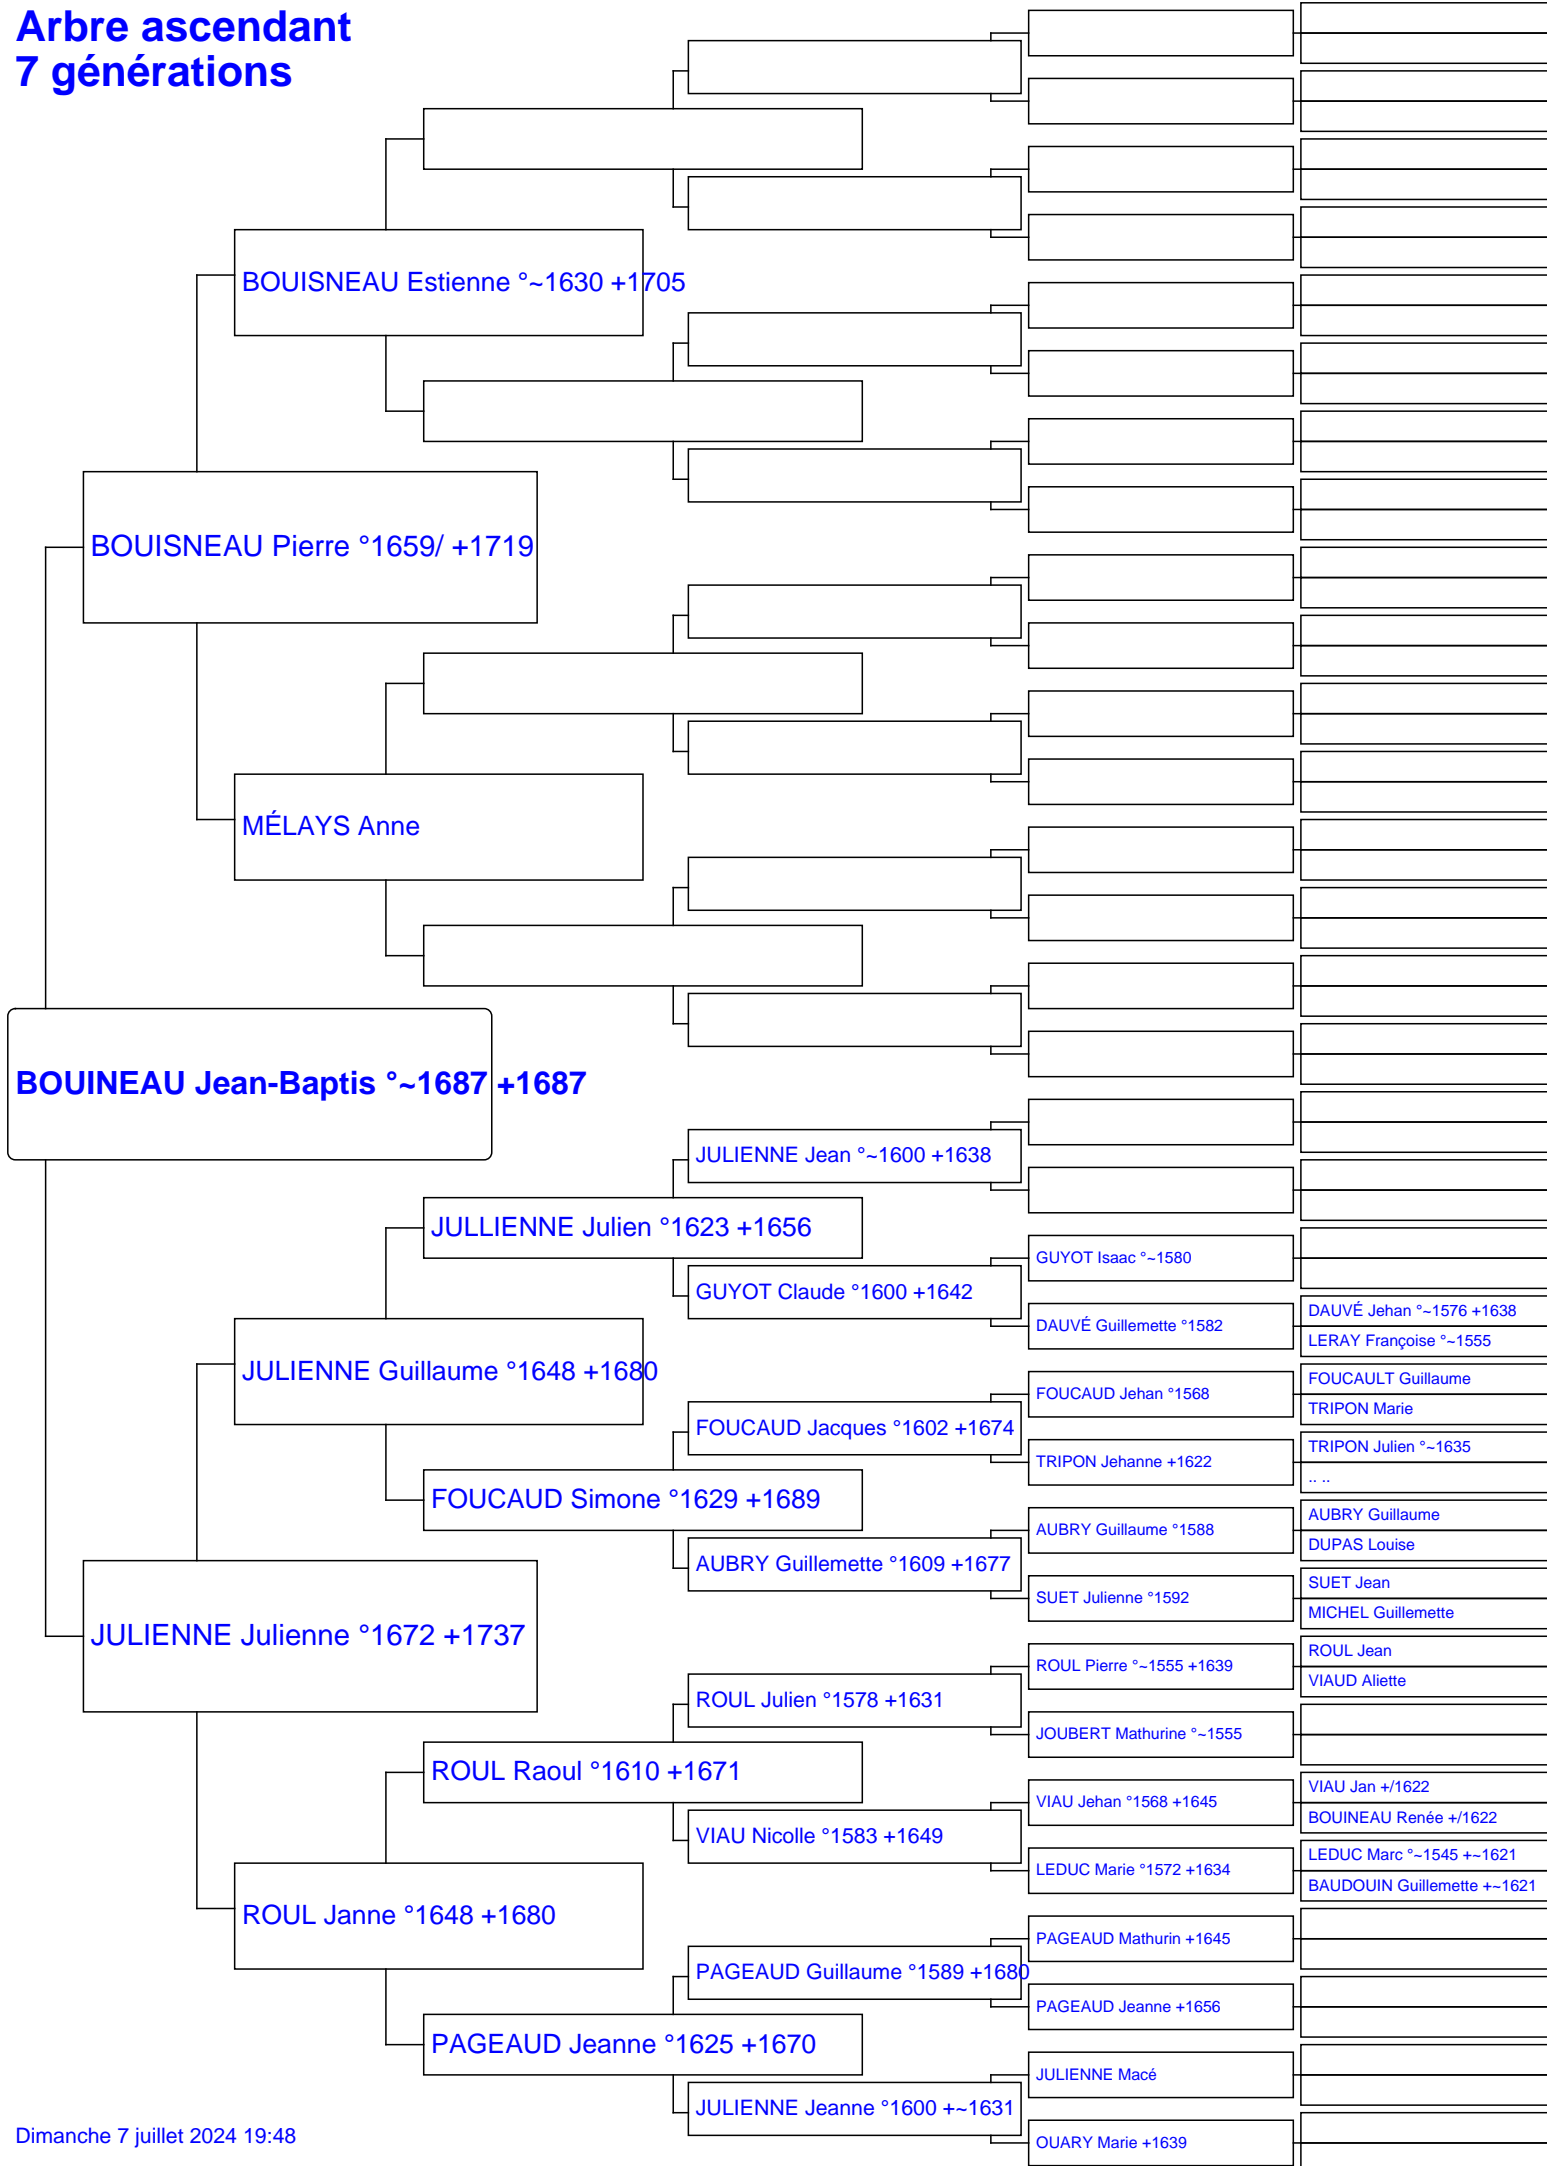 Arbre ascendant
7 générations
BOUISNEAU Estienne °~1630 +1705
BOUISNEAU Pierre °1659/ +1719
MÉLAYS Anne
BOUINEAU Jean-Baptis °~1687 +1687
JULIENNE Jean °~1600 +1638
JULLIENNE Julien °1623 +1656
GUYOT Isaac °~1580
GUYOT Claude °1600 +1642
DAUVÉ Jehan °~1576 +1638
DAUVÉ Guillemette °1582
LERAY Françoise °~1555
JULIENNE Guillaume °1648 +1680
FOUCAULT Guillaume
FOUCAUD Jehan °1568
TRIPON Marie
FOUCAUD Jacques °1602 +1674
TRIPON Julien °~1635
TRIPON Jehanne +1622
.. ..
FOUCAUD Simone °1629 +1689
AUBRY Guillaume
AUBRY Guillaume °1588
DUPAS Louise
AUBRY Guillemette °1609 +1677
SUET Jean
SUET Julienne °1592
MICHEL Guillemette
JULIENNE Julienne °1672 +1737
ROUL Jean
ROUL Pierre °~1555 +1639
VIAUD Aliette
ROUL Julien °1578 +1631
JOUBERT Mathurine °~1555
ROUL Raoul °1610 +1671
VIAU Jan +/1622
VIAU Jehan °1568 +1645
BOUINEAU Renée +/1622
VIAU Nicolle °1583 +1649
LEDUC Marc °~1545 +~1621
LEDUC Marie °1572 +1634
BAUDOUIN Guillemette +~1621
ROUL Janne °1648 +1680
PAGEAUD Mathurin +1645
PAGEAUD Guillaume °1589 +1680
PAGEAUD Jeanne +1656
PAGEAUD Jeanne °1625 +1670
JULIENNE Macé
JULIENNE Jeanne °1600 +~1631
OUARY Marie +1639
Dimanche 7 juillet 2024 19:48